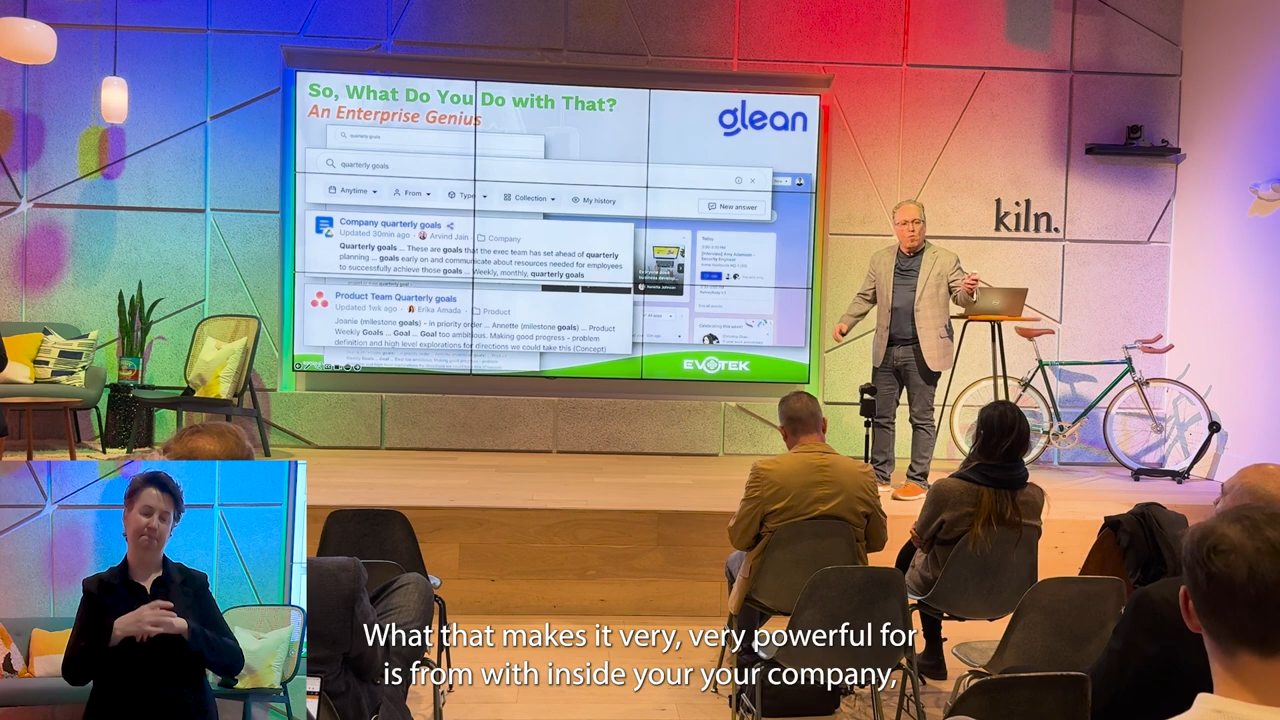 So, What Do You Do with That?
An Enterprise Genius
glean
quarterly goals
quarterly goals
Anytime
From
Type
Collection
My history
New answer
Company quarterly goals
Updated 30min ago · Arvind Jain · Company
Quarterly goals ... These are goals that the exec team has set ahead of quarterly
planning ... goals early on and communicate about resources needed for employees
to successfully achieve those goals ... Weekly, monthly, quarterly goals
Product Team Quarterly goals
Updated 1wk ago · Erika Amada · Product
Joanie (milestone goals) - in priority order ... Annette (milestone goals) ... Product
Weekly Goals ... Goal ... Goal too ambitious. Making good progress - problem
definition and high level explorations for directions we could take this (Concept)
Today
EVOTEK
kiln.
What that makes it very, very powerful for
is from with inside your your company,